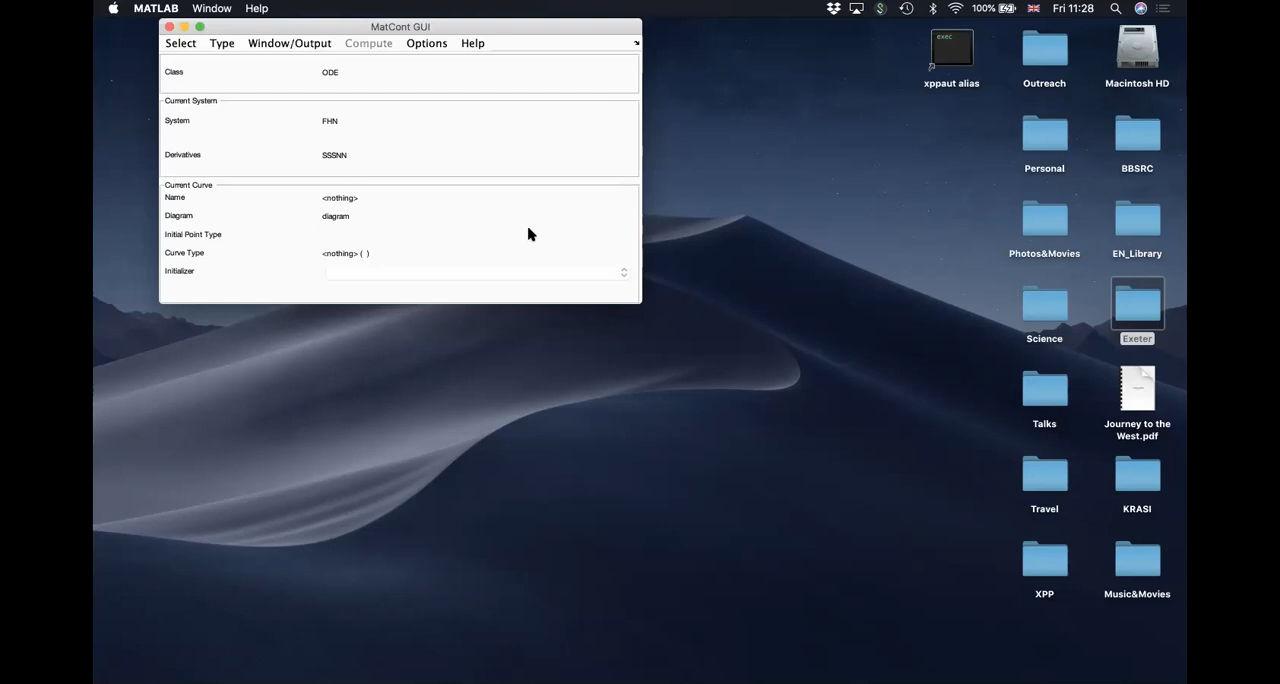 MATLAB Window Help
100% Fri 11:28
MatCont GUI
Select Type Window/Output Compute Options Help
Class ODE
Current System
System FHN
Derivatives SSSNN
Current Curve
Name <nothing>
Diagram diagram
Initial Point Type
Curve Type <nothing> ( )
Initializer
exec
xppaut alias
Outreach
Macintosh HD
Personal
BBSRC
Photos&Movies
EN_Library
Science
Exeter
Talks
Journey to the
West.pdf
Travel
KRASI
XPP
Music&Movies